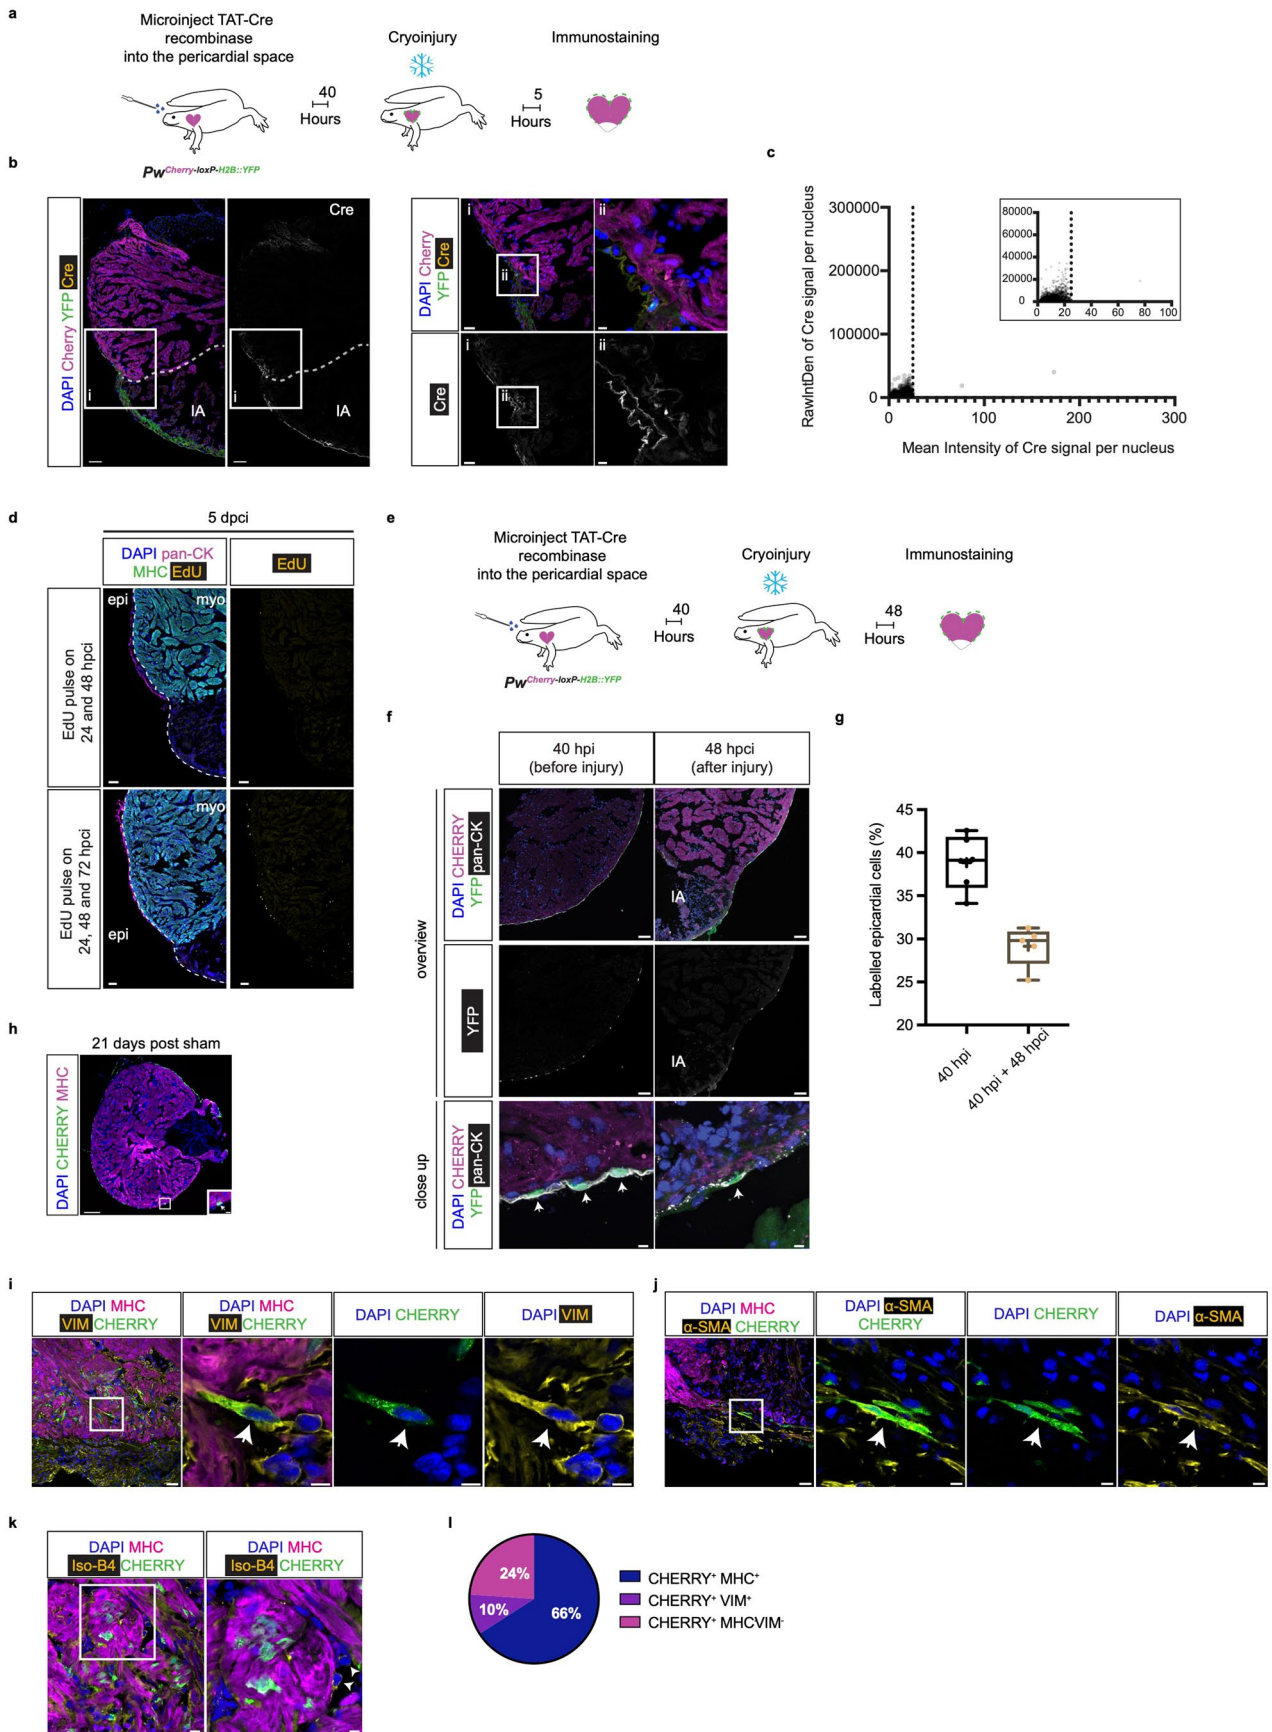 a
Microinject TAT-Cre
recombinase
into the pericardial space
Cryoinjury
Immunostaining
40
Hours
5
Hours
Pw^Cherry-loxP-H2B::YFP
b
DAPI Cherry YFP Cre
Cre
i
IA
i
IA
DAPI Cherry
YFP Cre
i
ii
ii
Cre
i
ii
ii
c
RawIntDen of Cre signal per nucleus
300000
200000
100000
0
0
100
200
300
Mean Intensity of Cre signal per nucleus
80000
60000
40000
20000
0
0
20
40
60
80
100
d
5 dpci
DAPI pan-CK
MHC EdU
EdU
EdU pulse on
24 and 48 hpci
epi
myo
EdU pulse on
24, 48 and 72 hpci
myo
epi
e
Microinject TAT-Cre
recombinase
into the pericardial space
Cryoinjury
Immunostaining
40
Hours
48
Hours
Pw^Cherry-loxP-H2B::YFP
f
40 hpi
(before injury)
48 hpci
(after injury)
overview
DAPI CHERRY
YFP pan-CK
IA
YFP
IA
close up
DAPI CHERRY
YFP pan-CK
g
Labelled epicardial cells (%)
45
40
35
30
25
20
40 hpi
40 hpi + 48 hpci
h
21 days post sham
DAPI CHERRY MHC
i
DAPI MHC
VIM CHERRY
DAPI MHC
VIM CHERRY
DAPI CHERRY
DAPI VIM
j
DAPI MHC
α-SMA CHERRY
DAPI α-SMA
CHERRY
DAPI CHERRY
DAPI α-SMA
k
DAPI MHC
Iso-B4 CHERRY
DAPI MHC
Iso-B4 CHERRY
l
24%
10%
66%
CHERRY⁺ MHC⁺
CHERRY⁺ VIM⁺
CHERRY⁺ MHCVIM⁻